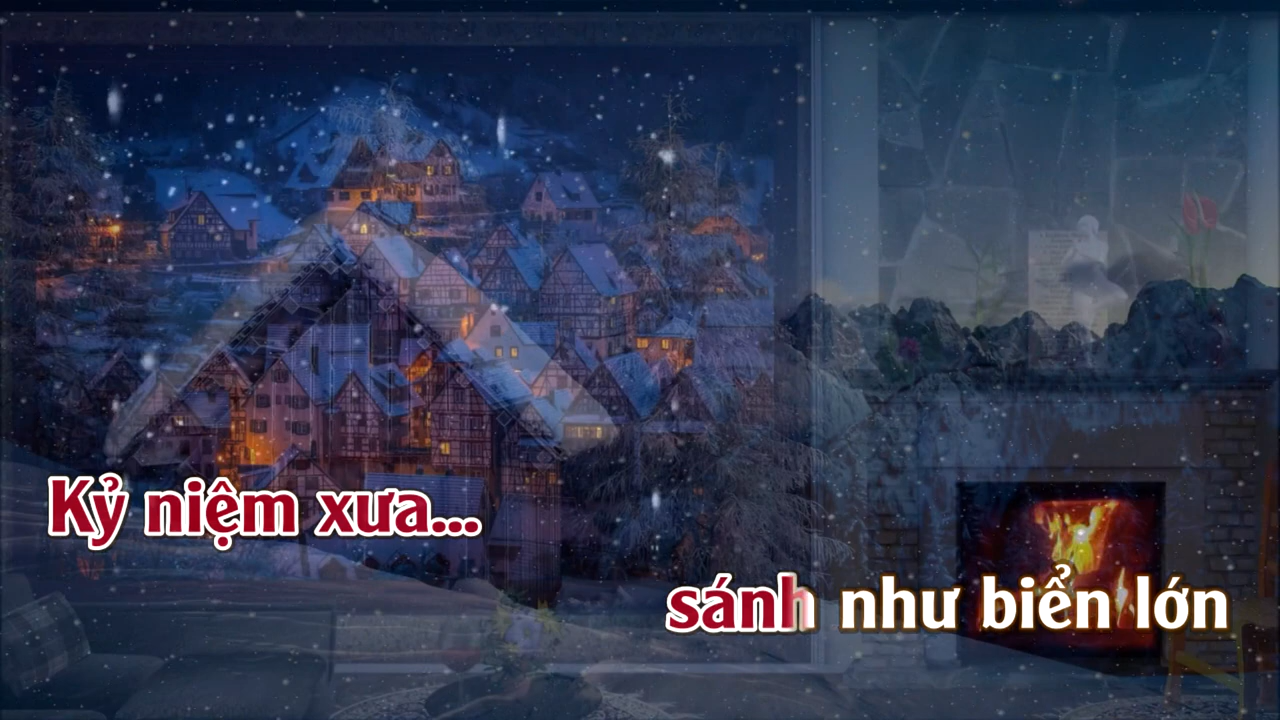 Kỷ niệm xưa...
sánh như biển lớn